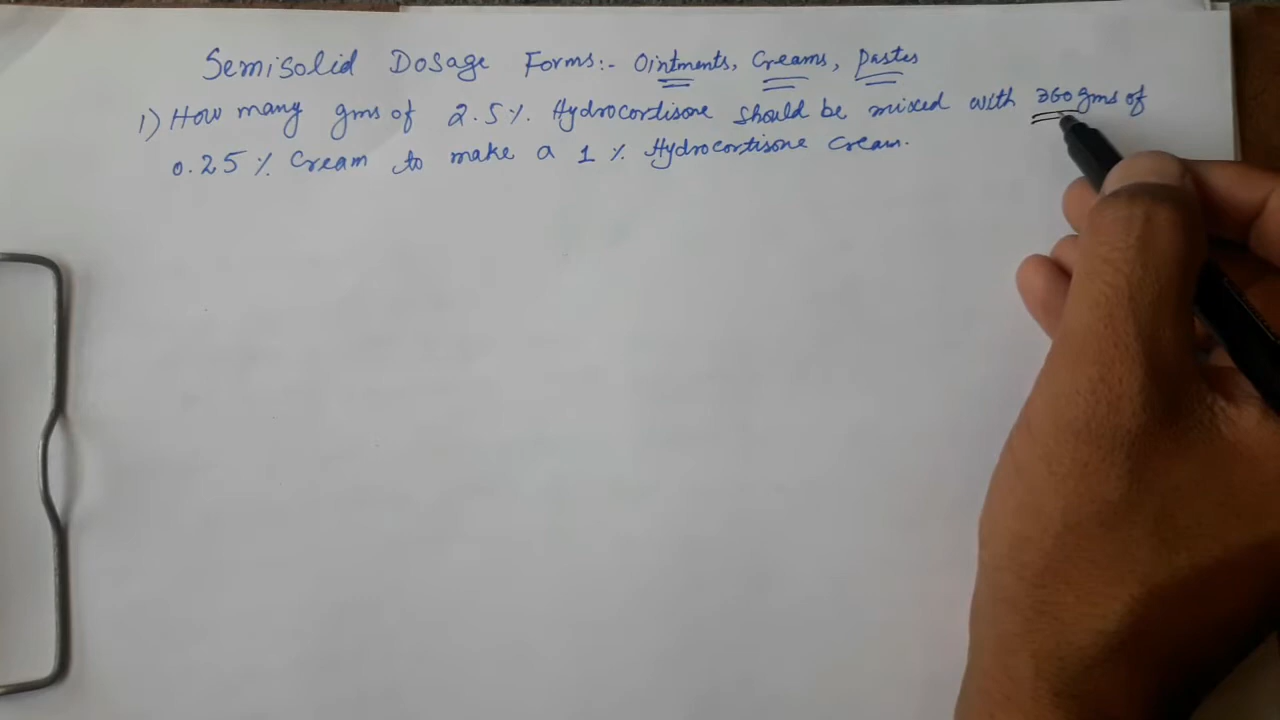 Semisolid Dosage Forms:- Ointments, Creams, Pastes
1) How many gms of 2.5% Hydrocortisone should be mixed with 360 gms of
0.25% Cream to make a 1% Hydrocortisone Cream.